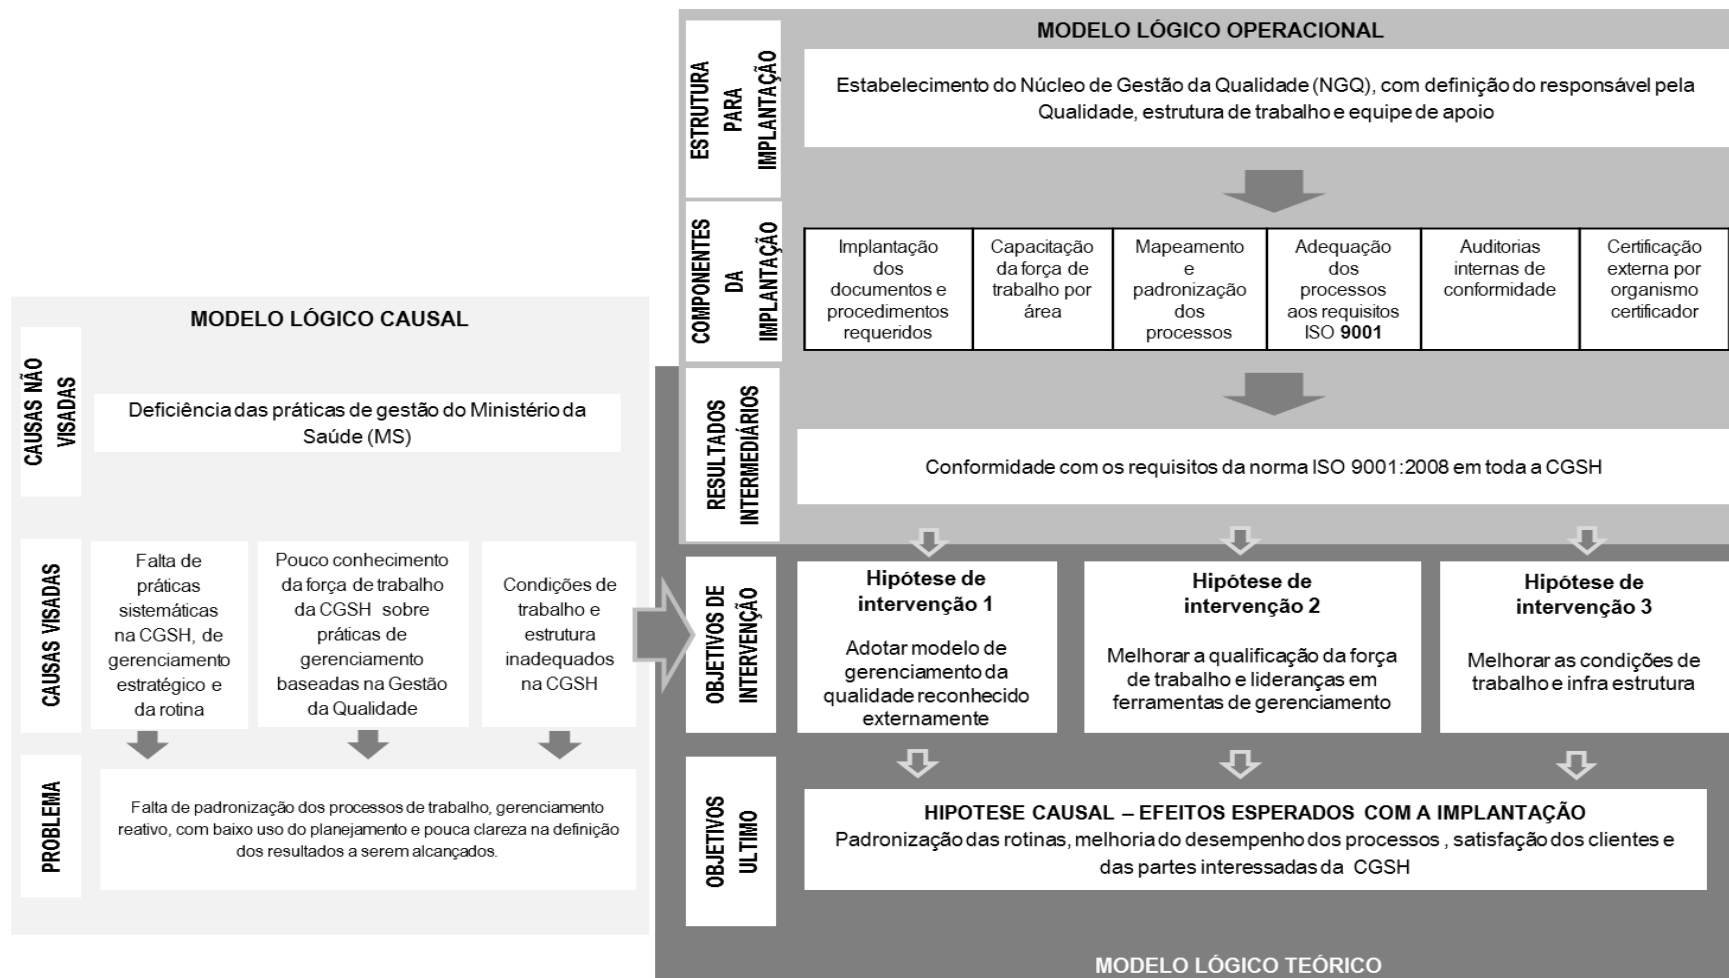 MODELO LÓGICO OPERACIONAL
ESTRUTURA
PARA
IMPLANTAÇÃO
Estabelecimento do Núcleo de Gestão da Qualidade (NGQ), com definição do responsável pela
Qualidade, estrutura de trabalho e equipe de apoio
COMPONENTES
DA
IMPLANTAÇÃO
Implantação
dos
documentos e
procedimentos
requeridos
Capacitação
da força de
trabalho por
área
Mapeamento
e
padronização
dos
processos
Adequação
dos
processos
aos requisitos
ISO 9001
Auditorias
internas de
conformidade
Certificação
externa por
organismo
certificador
RESULTADOS
INTERMEDIÁRIOS
Conformidade com os requisitos da norma ISO 9001:2008 em toda a CGSH
MODELO LÓGICO CAUSAL
CAUSAS NÃO
VISADAS
Deficiência das práticas de gestão do Ministério da
Saúde (MS)
CAUSAS VISADAS
Falta de
práticas
sistemáticas
na CGSH, de
gerenciamento
estratégico e
da rotina
Pouco conhecimento
da força de trabalho
da CGSH sobre
práticas de
gerenciamento
baseadas na Gestão
da Qualidade
Condições de
trabalho e
estrutura
inadequados
na CGSH
PROBLEMA
Falta de padronização dos processos de trabalho, gerenciamento
reativo, com baixo uso do planejamento e pouca clareza na definição
dos resultados a serem alcançados.
OBJETIVOS DE
INTERVENÇÃO
Hipótese de
intervenção 1
Adotar modelo de
gerenciamento da
qualidade reconhecido
externamente
Hipótese de
intervenção 2
Melhorar a qualificação da força
de trabalho e lideranças em
ferramentas de gerenciamento
Hipótese de
intervenção 3
Melhorar as condições de
trabalho e infra estrutura
OBJETIVOS
ULTIMO
HIPOTESE CAUSAL – EFEITOS ESPERADOS COM A IMPLANTAÇÃO
Padronização das rotinas, melhoria do desempenho dos processos , satisfação dos clientes e
das partes interessadas da CGSH
MODELO LÓGICO TEÓRICO